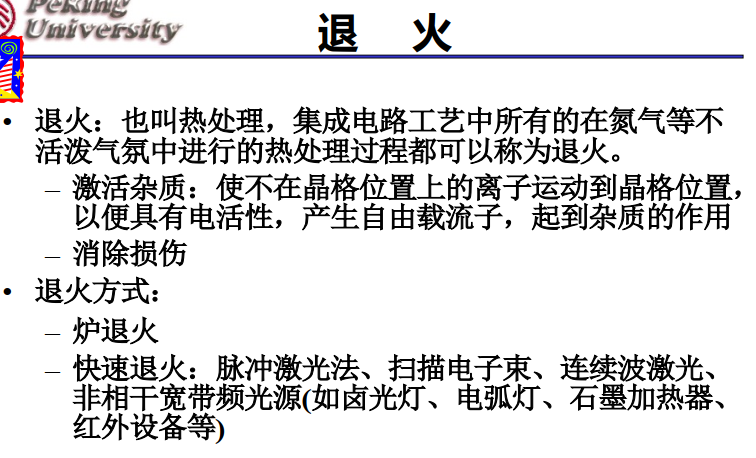 Peking
University
退 火
• 退火：也叫热处理，集成电路工艺中所有的在氮气等不
活泼气氛中进行的热处理过程都可以称为退火。
– 激活杂质：使不在晶格位置上的离子运动到晶格位置，
以便具有电活性，产生自由载流子，起到杂质的作用
– 消除损伤
• 退火方式：
– 炉退火
– 快速退火：脉冲激光法、扫描电子束、连续波激光、
非相干宽带频光源(如卤光灯、电弧灯、石墨加热器、
红外设备等)